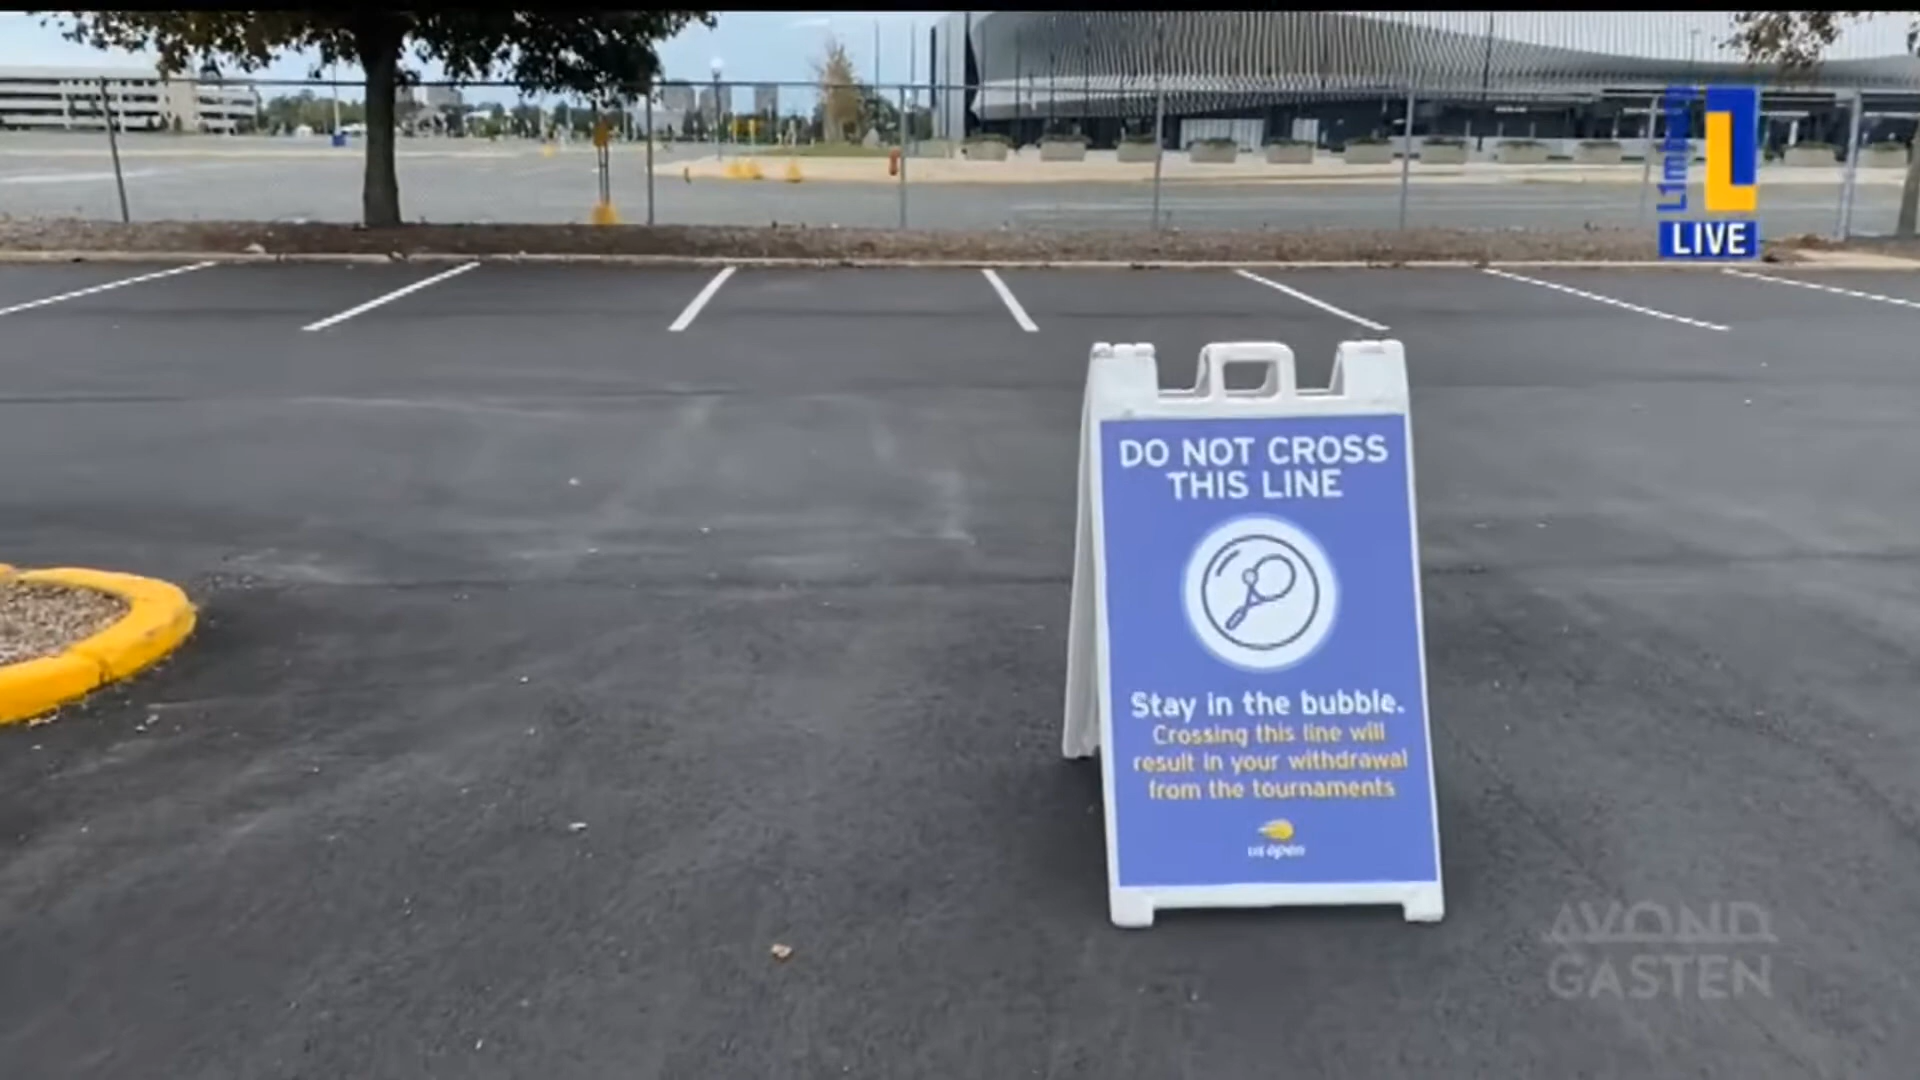 L1mburg
LIVE
DO NOT CROSS
THIS LINE
Stay in the bubble.
Crossing this line will
result in your withdrawal
from the tournaments
us open
AVOND
GASTEN